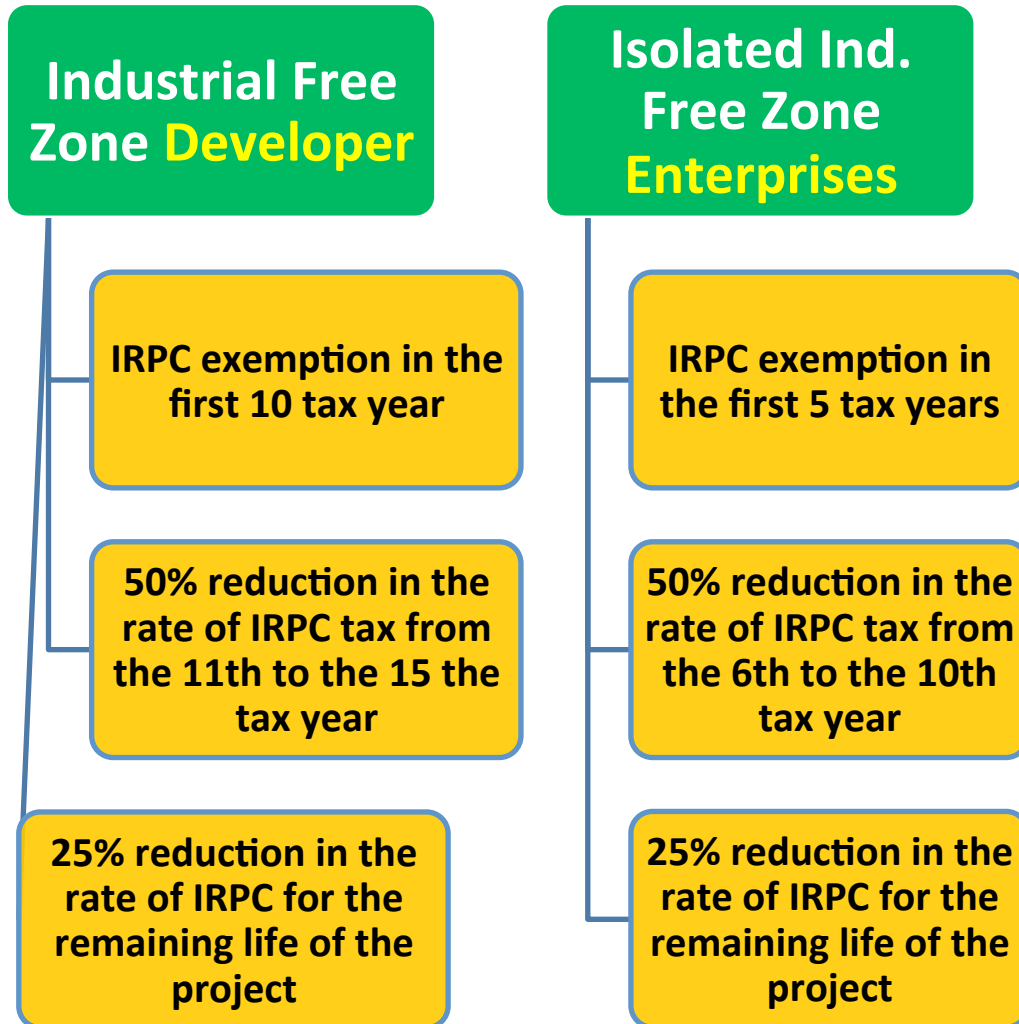 Industrial Free
Zone Developer
IRPC exemption in the
first 10 tax year
50% reduction in the
rate of IRPC tax from
the 11th to the 15 the
tax year
25% reduction in the
rate of IRPC for the
remaining life of the
project
Isolated Ind.
Free Zone
Enterprises
IRPC exemption in
the first 5 tax years
50% reduction in the
rate of IRPC tax from
the 6th to the 10th
tax year
25% reduction in the
rate of IRPC for the
remaining life of the
project